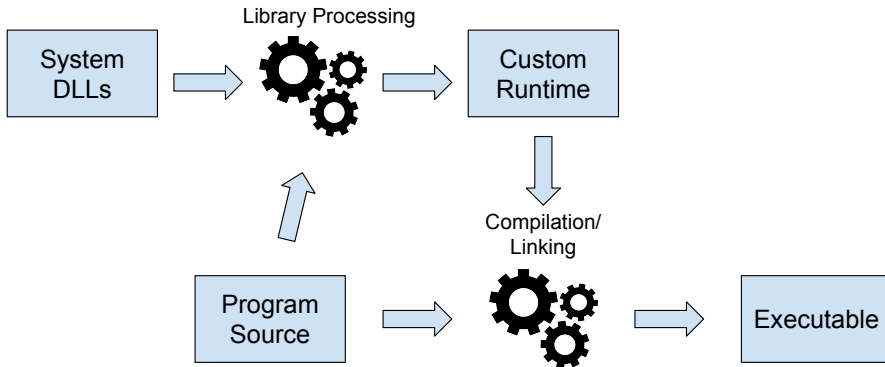 Library Processing
System
DLLs
Custom
Runtime
Compilation/
Linking
Program
Source
Executable